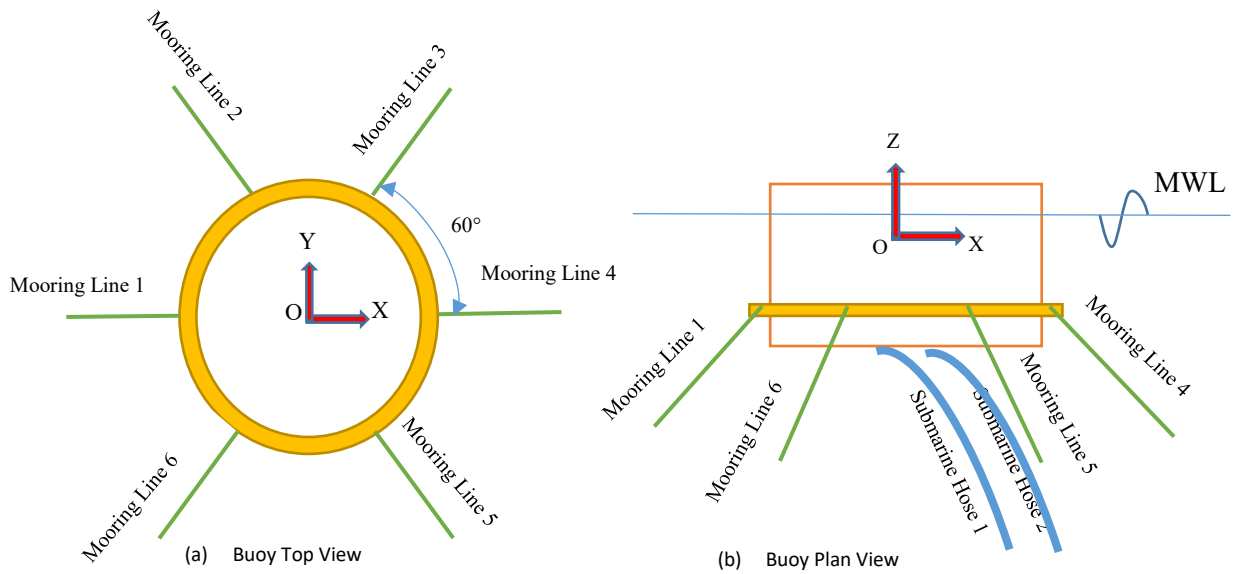 Mooring Line 2
Mooring Line 3
60°
Y
Mooring Line 1
Mooring Line 4
O
X
Mooring Line 6
Mooring Line 5
(a) Buoy Top View
Z
MWL
O
X
Mooring Line 1
Mooring Line 6
Submarine Hose 1
Submarine Hose 2
Mooring Line 5
Mooring Line 4
(b) Buoy Plan View